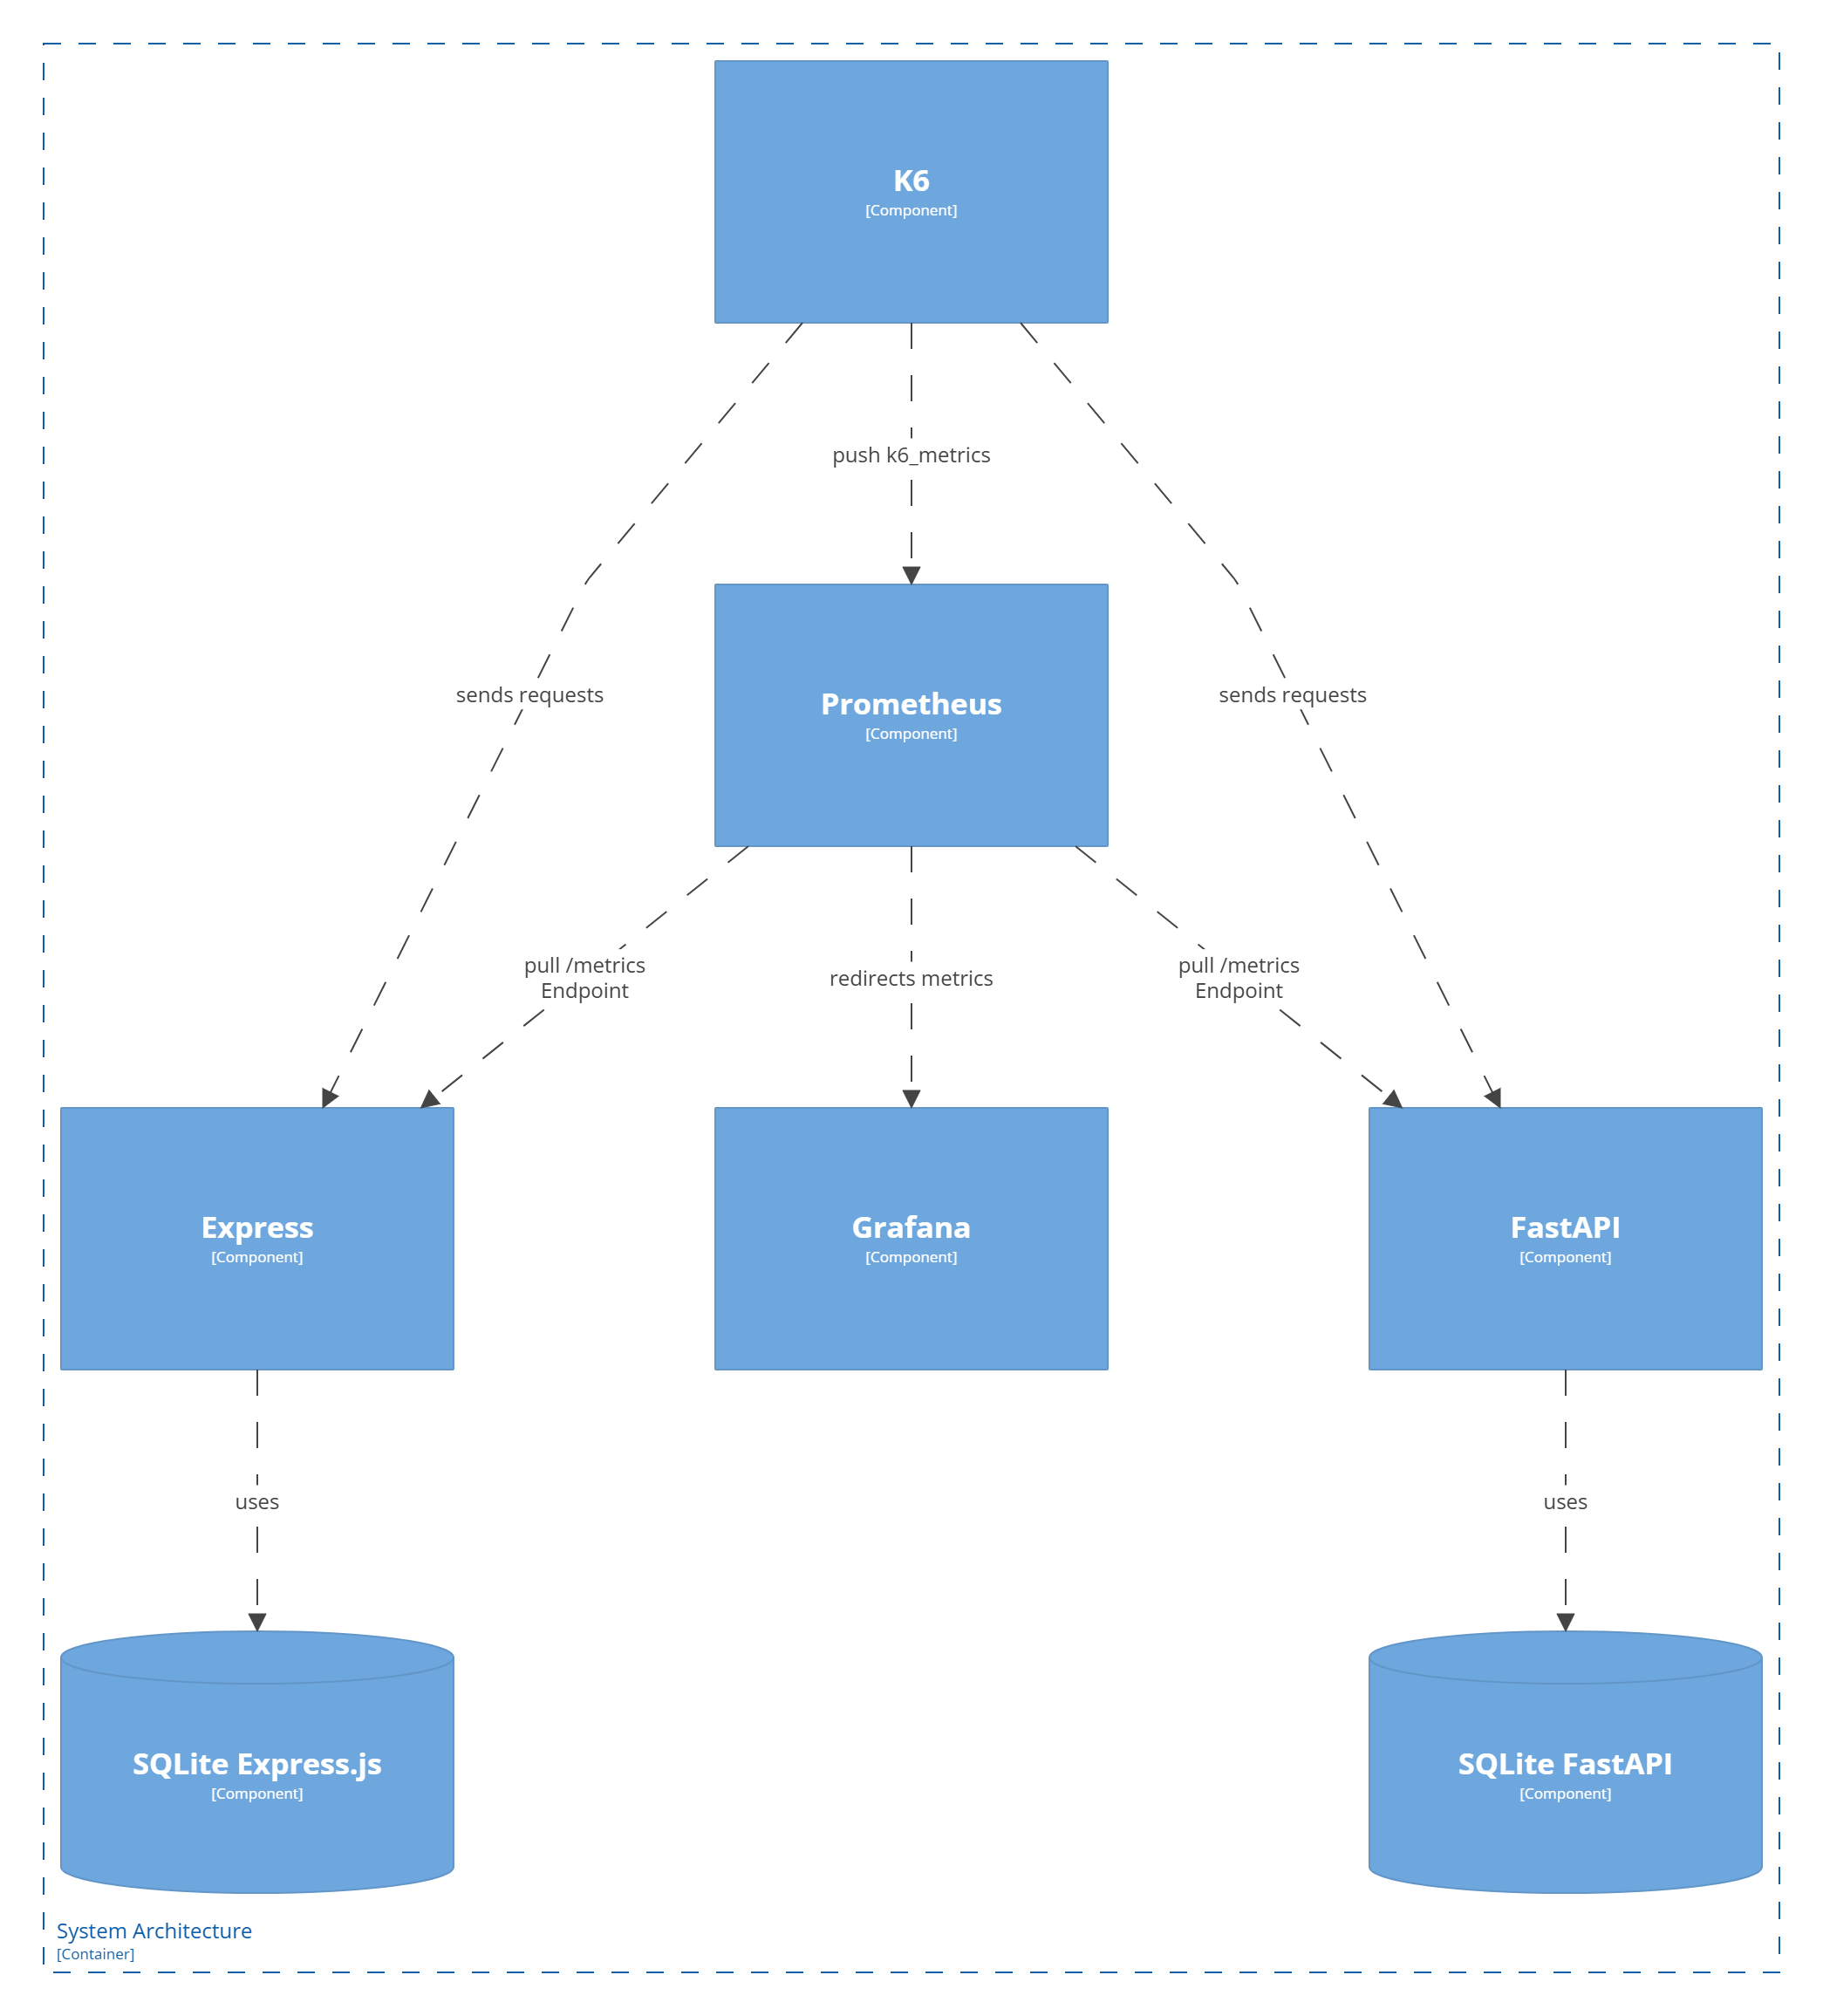 K6
[Component]
push k6_metrics
sends requests
sends requests
Prometheus
[Component]
pull /metrics
Endpoint
redirects metrics
pull /metrics
Endpoint
Express
[Component]
Grafana
[Component]
FastAPI
[Component]
uses
uses
SQLite Express.js
[Component]
SQLite FastAPI
[Component]
System Architecture
[Container]